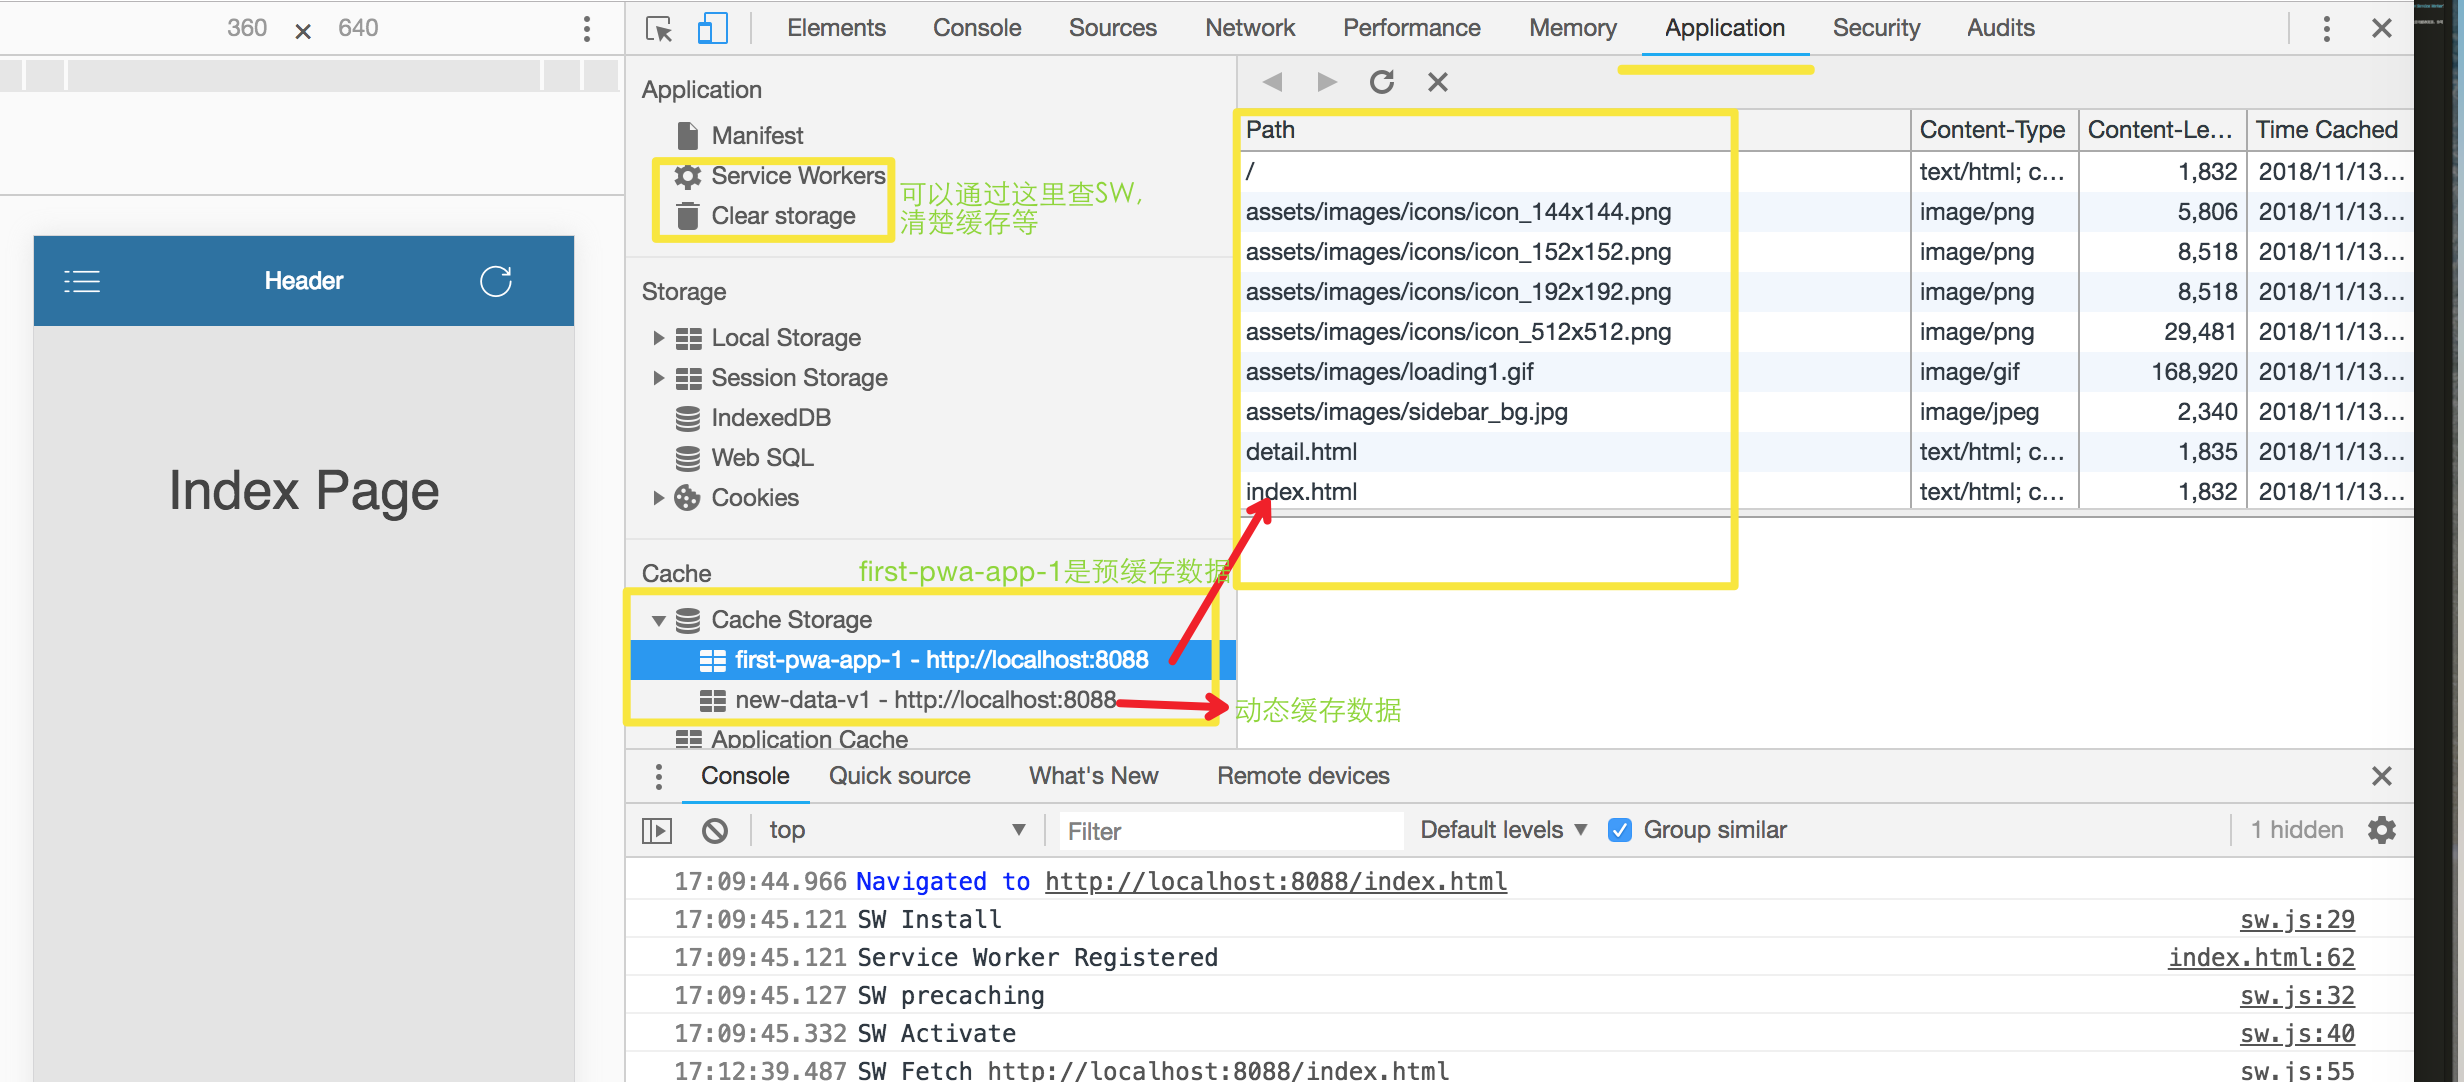 360 × 640
Elements Console Sources Network Performance Memory Application Security Audits
Header
Index Page
Application
Manifest
Service Workers
Clear storage
可以通过这里查SW,
清楚缓存等
Storage
Local Storage
Session Storage
IndexedDB
Web SQL
Cookies
Cache
first-pwa-app-1是预缓存数据
Cache Storage
first-pwa-app-1 - http://localhost:8088
new-data-v1 - http://localhost:8088
动态缓存数据
Application Cache
Path Content-Type Content-Le... Time Cached
/ text/html; c... 1,832 2018/11/13...
assets/images/icons/icon_144x144.png image/png 5,806 2018/11/13...
assets/images/icons/icon_152x152.png image/png 8,518 2018/11/13...
assets/images/icons/icon_192x192.png image/png 8,518 2018/11/13...
assets/images/icons/icon_512x512.png image/png 29,481 2018/11/13...
assets/images/loading1.gif image/gif 168,920 2018/11/13...
assets/images/sidebar_bg.jpg image/jpeg 2,340 2018/11/13...
detail.html text/html; c... 1,835 2018/11/13...
index.html text/html; c... 1,832 2018/11/13...
Console Quick source What's New Remote devices
top Filter Default levels Group similar 1 hidden
17:09:44.966 Navigated to http://localhost:8088/index.html
17:09:45.121 SW Install sw.js:29
17:09:45.121 Service Worker Registered index.html:62
17:09:45.127 SW precaching sw.js:32
17:09:45.332 SW Activate sw.js:40
17:12:39.487 SW Fetch http://localhost:8088/index.html sw.js:55